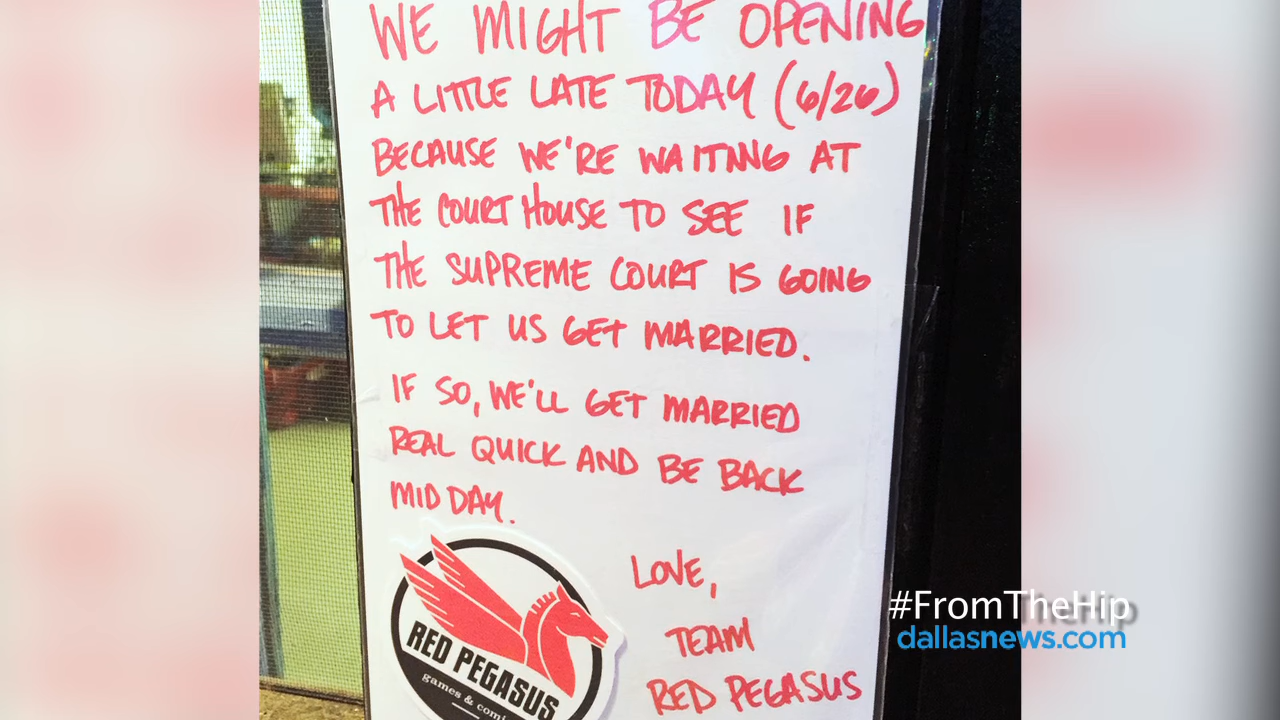 WE MIGHT BE OPENING
A LITTLE LATE TODAY (6/26)
BECAUSE WE'RE WAITING AT
THE COURT HOUSE TO SEE IF
THE SUPREME COURT IS GOING
TO LET US GET MARRIED.
IF SO, WE'LL GET MARRIED
REAL QUICK AND BE BACK
MID DAY.
LOVE,
TEAM
RED PEGASUS
RED PEGASUS
games & comi
#FromTheHip
dallasnews.com